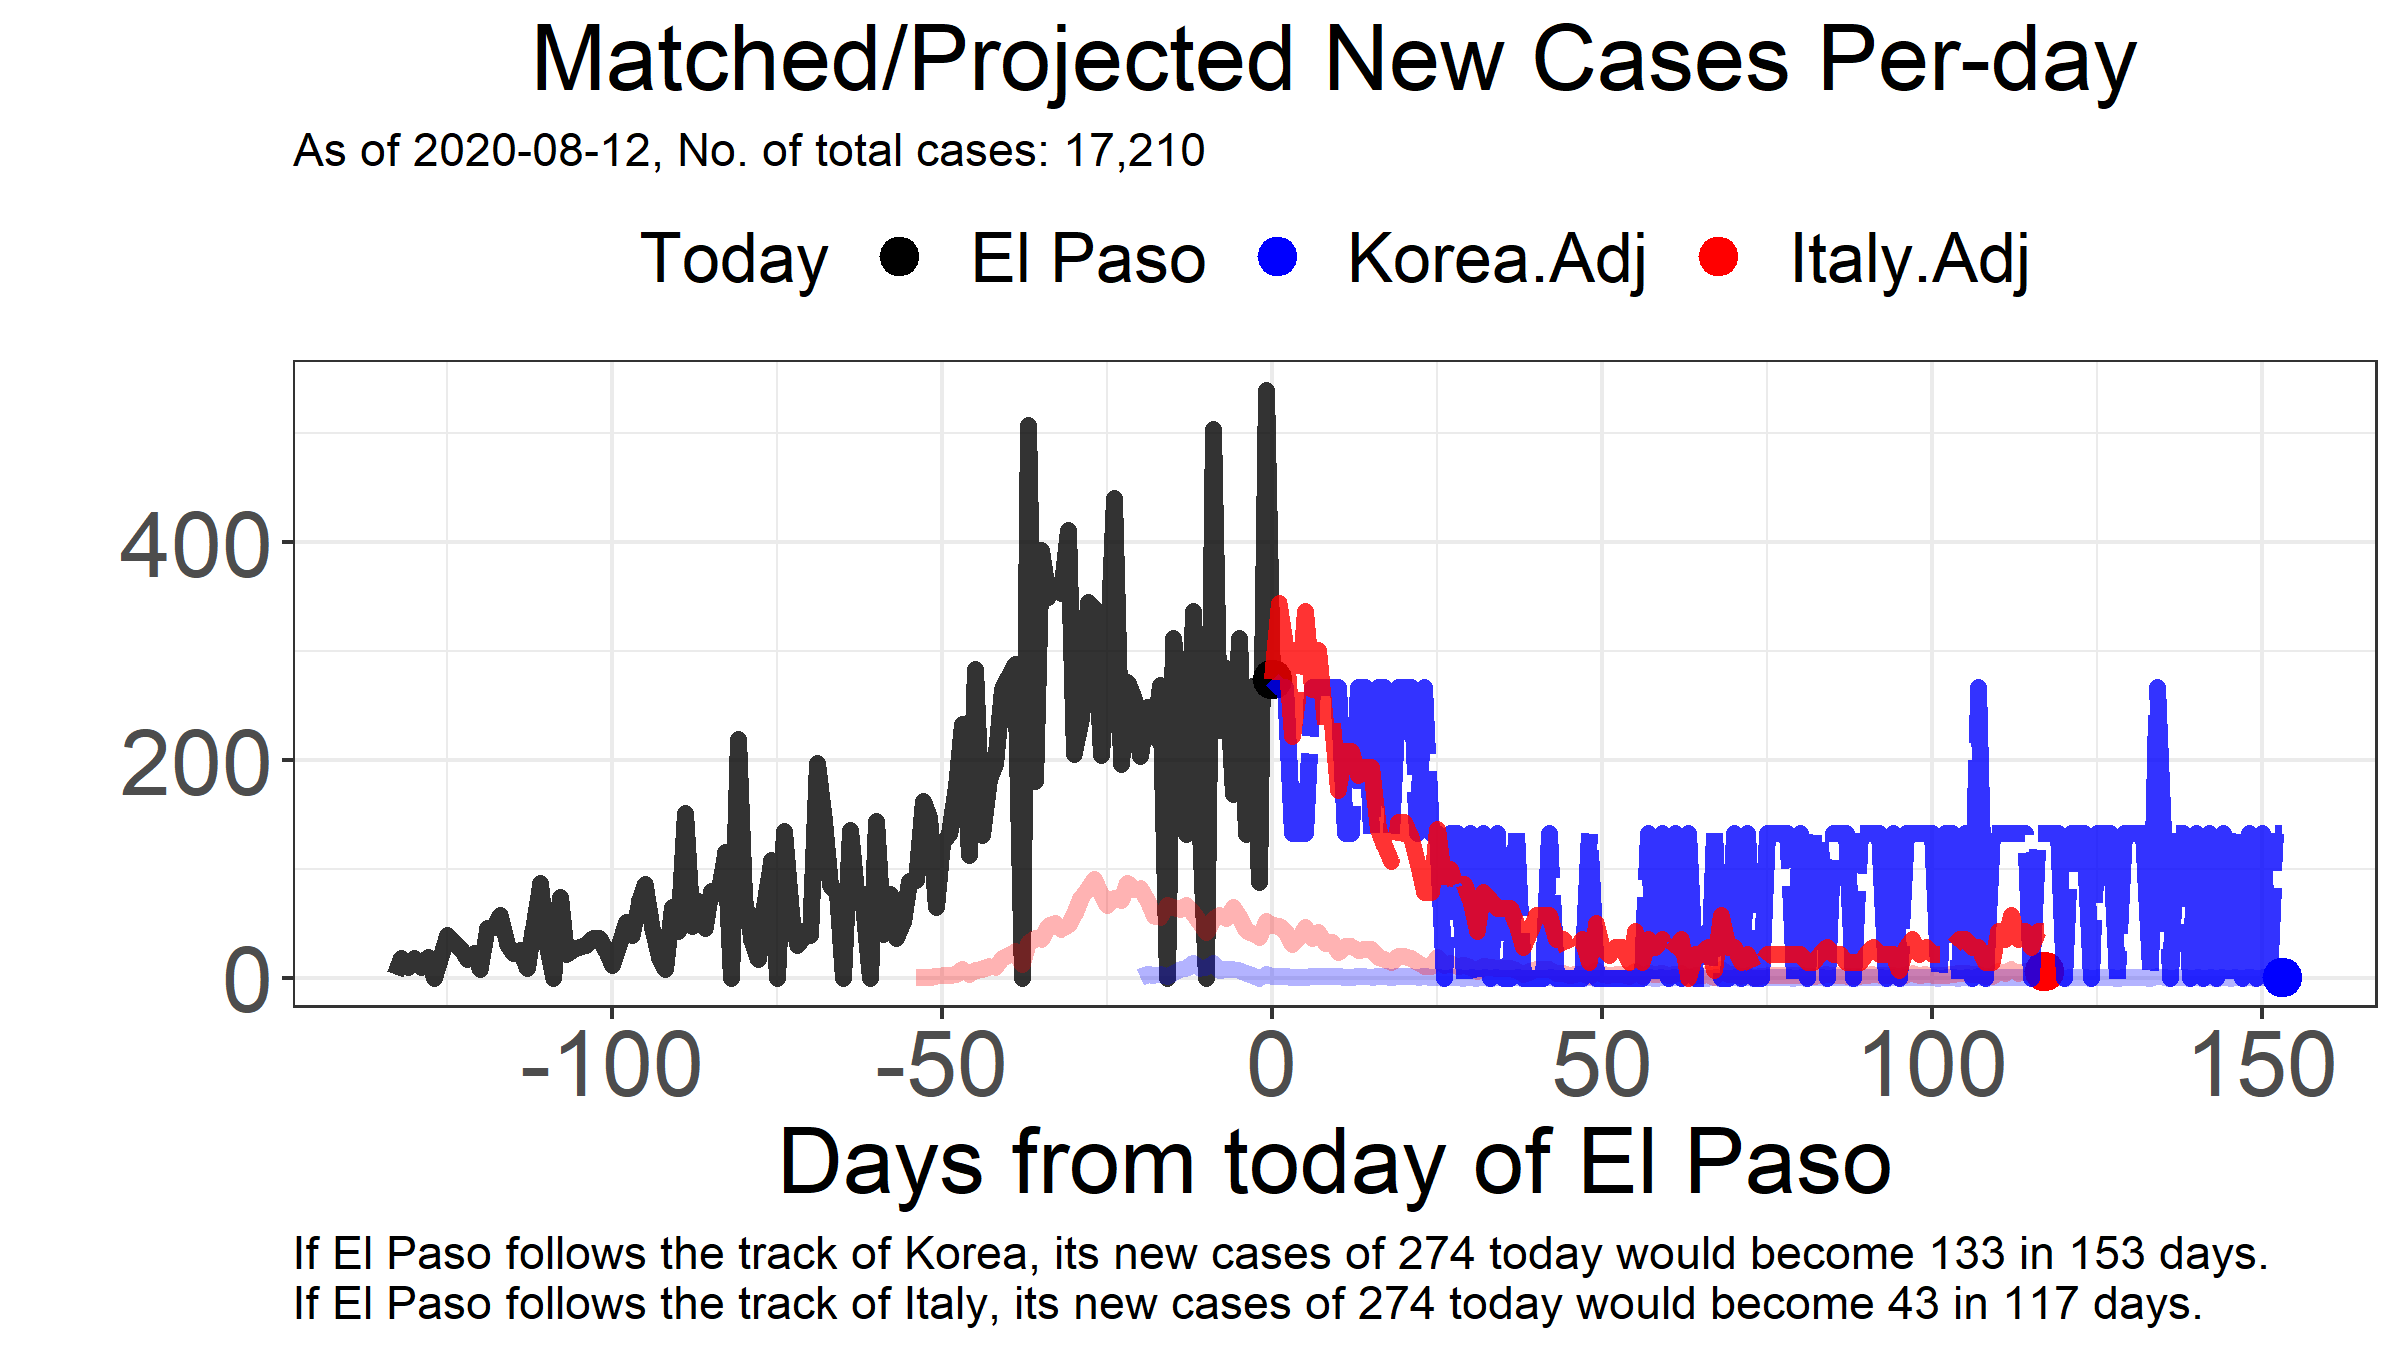 Matched/Projected New Cases Per-day
As of 2020-08-12, No. of total cases: 17,210
Today El Paso Korea.Adj Italy.Adj
400
200
0
-100 -50 0 50 100 150
Days from today of El Paso
If El Paso follows the track of Korea, its new cases of 274 today would become 133 in 153 days.
If El Paso follows the track of Italy, its new cases of 274 today would become 43 in 117 days.